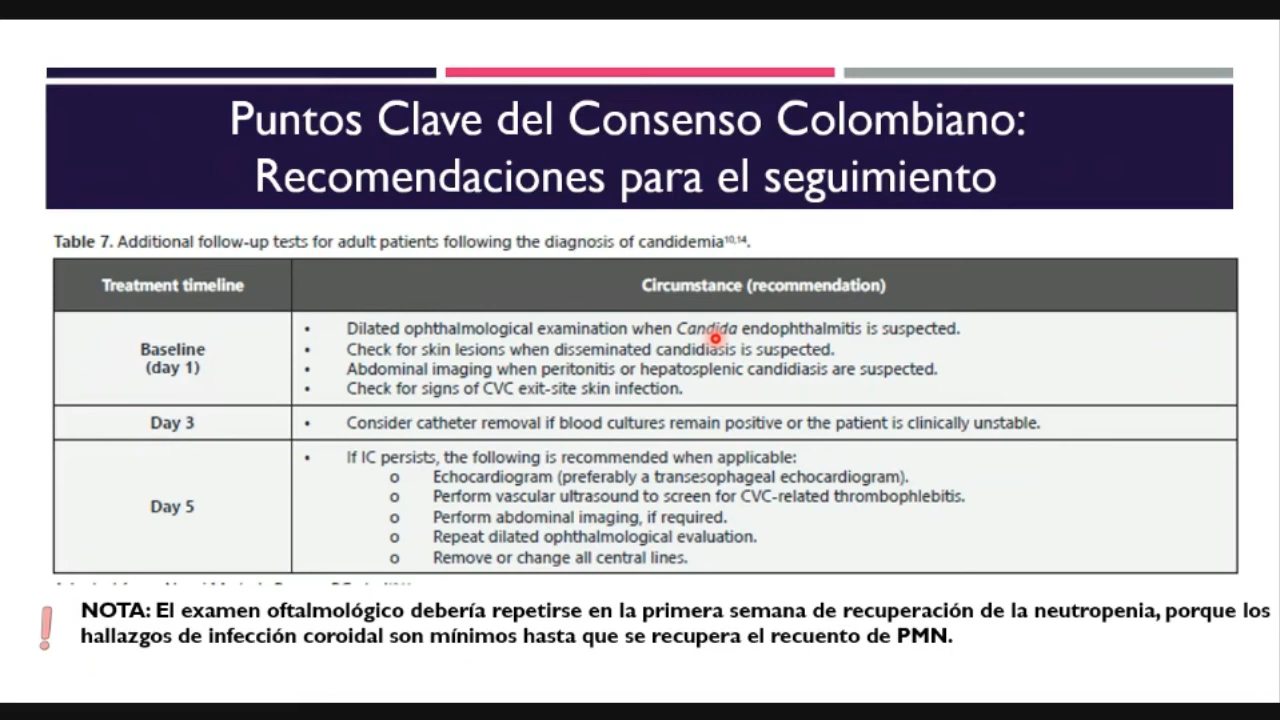 Puntos Clave del Consenso Colombiano:
Recomendaciones para el seguimiento
Table 7. Additional follow-up tests for adult patients following the diagnosis of candidemia¹⁰,¹⁴.
Treatment timeline
Circumstance (recommendation)
Baseline
(day 1)
• Dilated ophthalmological examination when Candida endophthalmitis is suspected.
• Check for skin lesions when disseminated candidiasis is suspected.
• Abdominal imaging when peritonitis or hepatosplenic candidiasis are suspected.
• Check for signs of CVC exit-site skin infection.
Day 3
• Consider catheter removal if blood cultures remain positive or the patient is clinically unstable.
Day 5
• If IC persists, the following is recommended when applicable:
o Echocardiogram (preferably a transesophageal echocardiogram).
o Perform vascular ultrasound to screen for CVC-related thrombophlebitis.
o Perform abdominal imaging, if required.
o Repeat dilated ophthalmological evaluation.
o Remove or change all central lines.
NOTA: El examen oftalmológico debería repetirse en la primera semana de recuperación de la neutropenia, porque los
hallazgos de infección coroidal son mínimos hasta que se recupera el recuento de PMN.